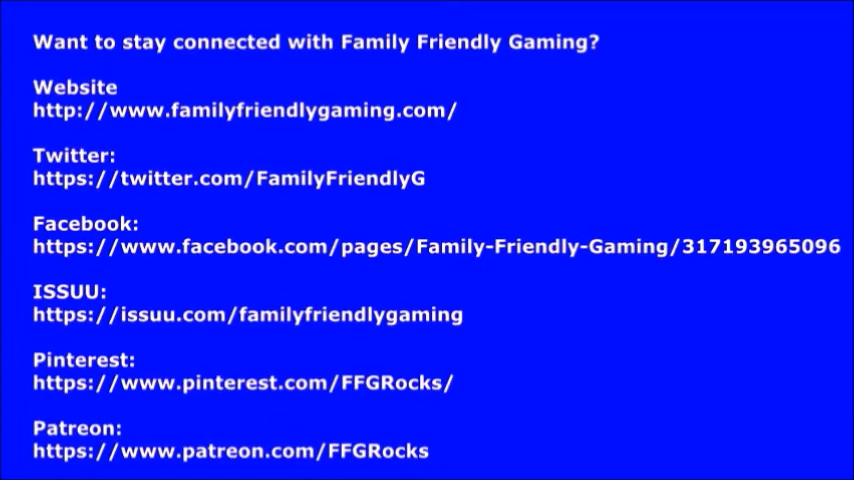 Want to stay connected with Family Friendly Gaming?
Website
http://www.familyfriendlygaming.com/
Twitter:
https://twitter.com/FamilyFriendlyG
Facebook:
https://www.facebook.com/pages/Family-Friendly-Gaming/317193965096
ISSUU:
https://issuu.com/familyfriendlygaming
Pinterest:
https://www.pinterest.com/FFGRocks/
Patreon:
https://www.patreon.com/FFGRocks